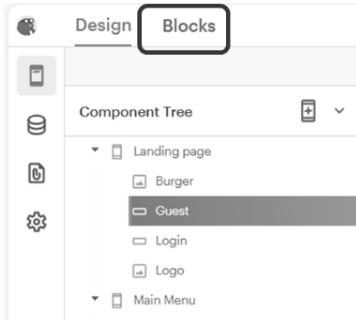 Design Blocks
Component Tree
Landing page
Burger
Guest
Login
Logo
Main Menu